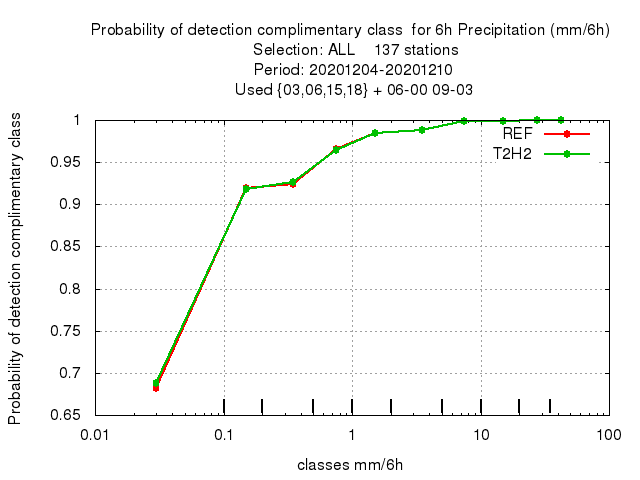 Probability of detection complimentary class  for 6h Precipitation (mm/6h)
Selection: ALL    137 stations
Period: 20201204-20201210
Used {03,06,15,18} + 06-00 09-03
Probability of detection complimentary class
1
0.95
0.9
0.85
0.8
0.75
0.7
0.65
REF
T2H2
0.01
0.1
1
10
100
classes mm/6h